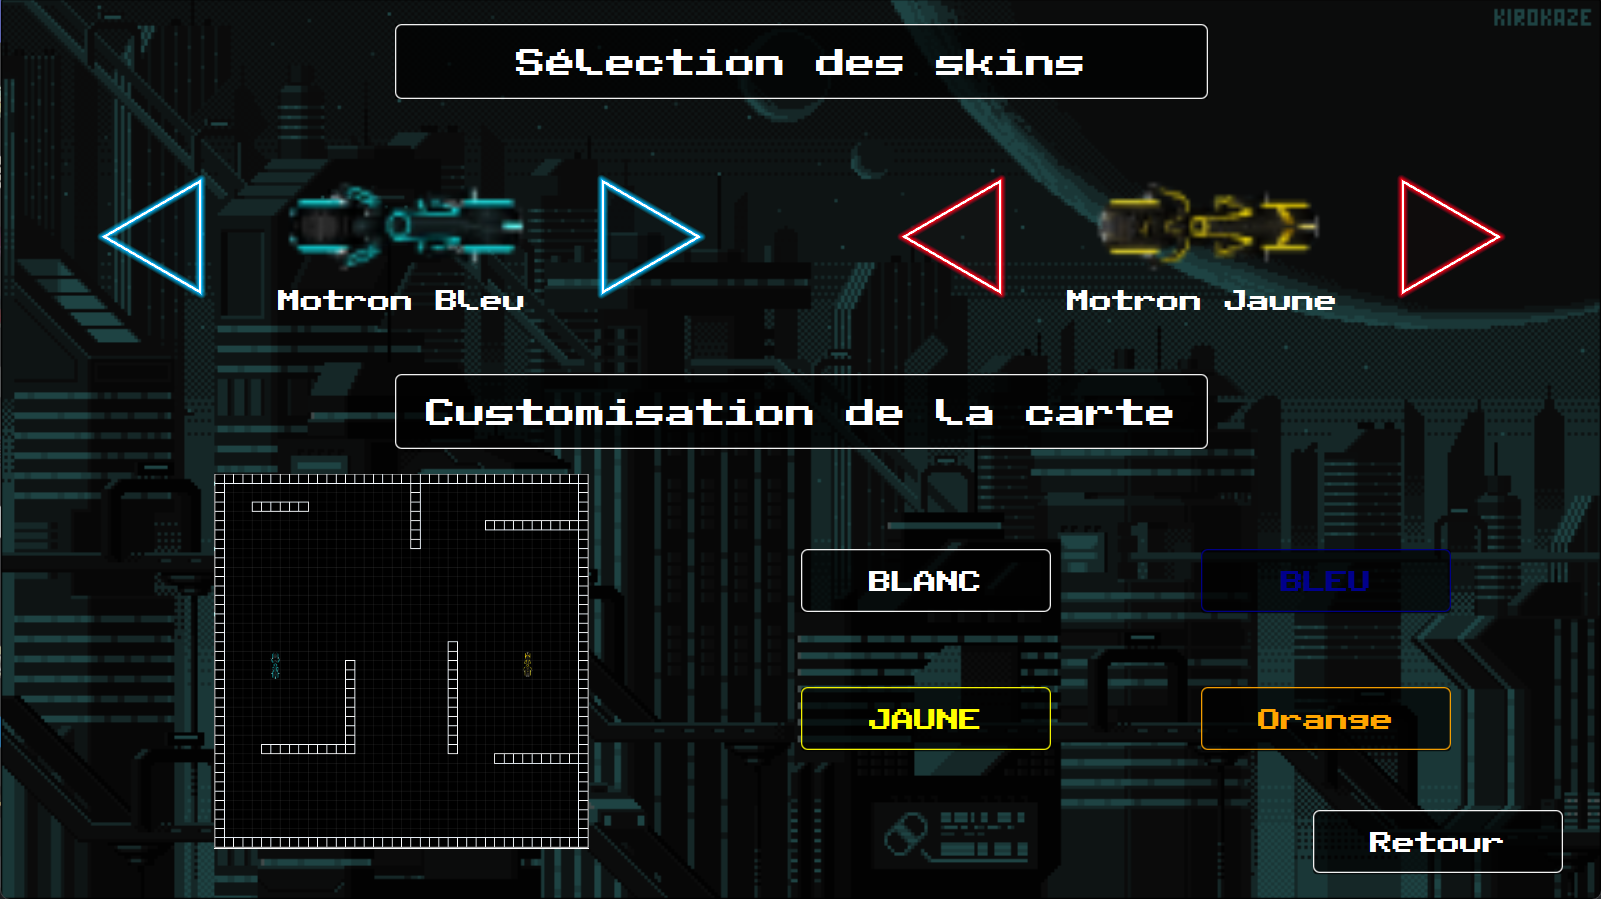 KIROKAZE
Sélection des skins
Motron Bleu
Motron Jaune
Customisation de la carte
BLANC
BLEU
JAUNE
Orange
Retour